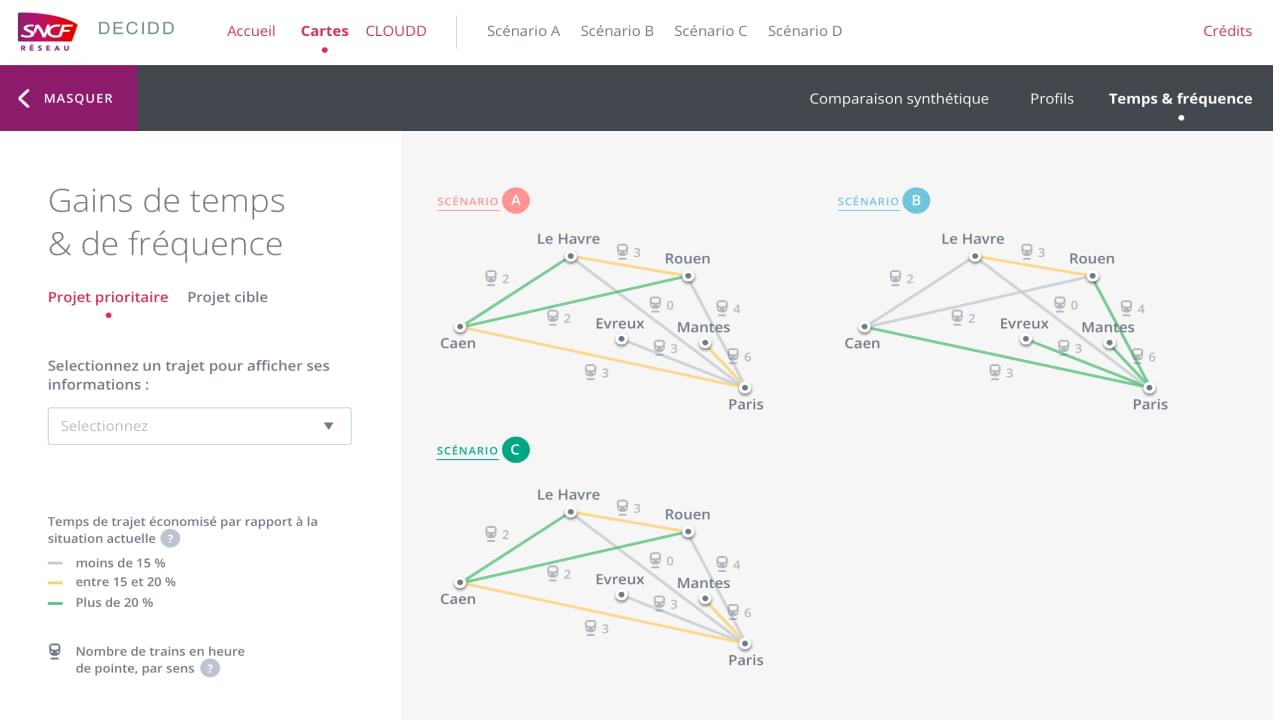 SNCF
RÉSEAU
DECIDD
Accueil
Cartes
CLOUDD
Scénario A
Scénario B
Scénario C
Scénario D
Crédits
MASQUER
Comparaison synthétique
Profils
Temps & fréquence
Gains de temps
& de fréquence
Projet prioritaire
Projet cible
Selectionnez un trajet pour afficher ses
informations :
Selectionnez
Temps de trajet économisé par rapport à la
situation actuelle ?
moins de 15 %
entre 15 et 20 %
Plus de 20 %
Nombre de trains en heure
de pointe, par sens ?
SCÉNARIO A
Le Havre
3
Rouen
2
0
4
2
Evreux
Mantes
Caen
3
6
3
Paris
SCÉNARIO B
Le Havre
3
Rouen
2
0
4
2
Evreux
Mantes
Caen
3
6
3
Paris
SCÉNARIO C
Le Havre
3
Rouen
2
0
4
2
Evreux
Mantes
Caen
3
6
3
Paris